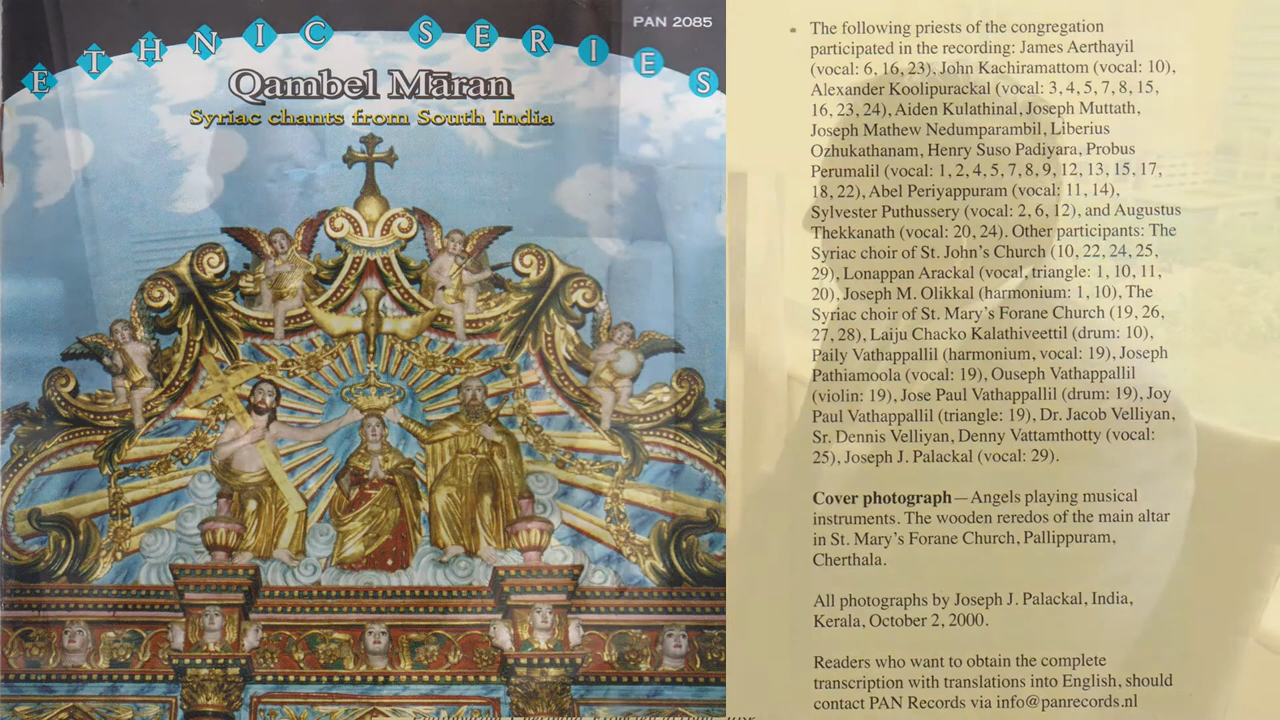 PAN 2085
ETHNIC SERIES
Qambel Māran
Syriac chants from South India
The following priests of the congregation
participated in the recording: James Aerthayil
(vocal: 6, 16, 23), John Kachiramattom (vocal: 10),
Alexander Koolipurackal (vocal: 3, 4, 5, 7, 8, 15,
16, 23, 24), Aiden Kulathinal, Joseph Muttath,
Joseph Mathew Nedumparambil, Liberius
Ozhukathanam, Henry Suso Padiyara, Probus
Perumalil (vocal: 1, 2, 4, 5, 7, 8, 9, 12, 13, 15, 17,
18, 22), Abel Periyappuram (vocal: 11, 14),
Sylvester Puthussery (vocal: 2, 6, 12), and Augustus
Thekkanath (vocal: 20, 24). Other participants: The
Syriac choir of St. John's Church (10, 22, 24, 25,
29), Lonappan Arackal (vocal, triangle: 1, 10, 11,
20), Joseph M. Olikkal (harmonium: 1, 10), The
Syriac choir of St. Mary's Forane Church (19, 26,
27, 28), Laiju Chacko Kalathiveettil (drum: 10),
Paily Vathappallil (harmonium, vocal: 19), Joseph
Pathiamoola (vocal: 19), Ouseph Vathappallil
(violin: 19), Jose Paul Vathappallil (drum: 19), Joy
Paul Vathappallil (triangle: 19), Dr. Jacob Velliyan,
Sr. Dennis Velliyan, Denny Vattamthotty (vocal:
25), Joseph J. Palackal (vocal: 29).
Cover photograph — Angels playing musical
instruments. The wooden reredos of the main altar
in St. Mary's Forane Church, Pallippuram,
Cherthala.
All photographs by Joseph J. Palackal, India,
Kerala, October 2, 2000.
Readers who want to obtain the complete
transcription with translations into English, should
contact PAN Records via info@panrecords.nl